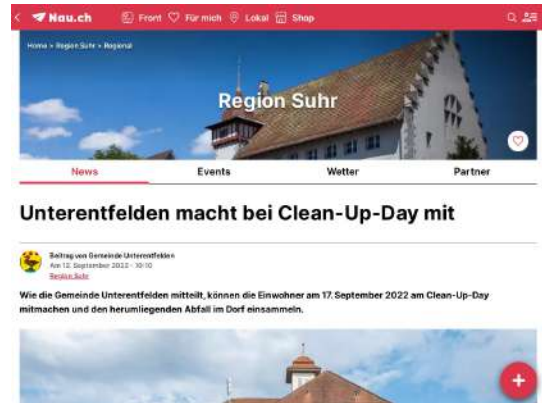 Nau.ch Front Für mich Lokal Shop
Home > Region Suhr > Regional
Region Suhr
News Events Wetter Partner
Unterentfelden macht bei Clean-Up-Day mit
Beitrag von Gemeinde Unterentfelden
Am 12. September 2022 - 10:10
Region Suhr
Wie die Gemeinde Unterentfelden mitteilt, können die Einwohner am 17. September 2022 am Clean-Up-Day
mitmachen und den herumliegenden Abfall im Dorf einsammeln.